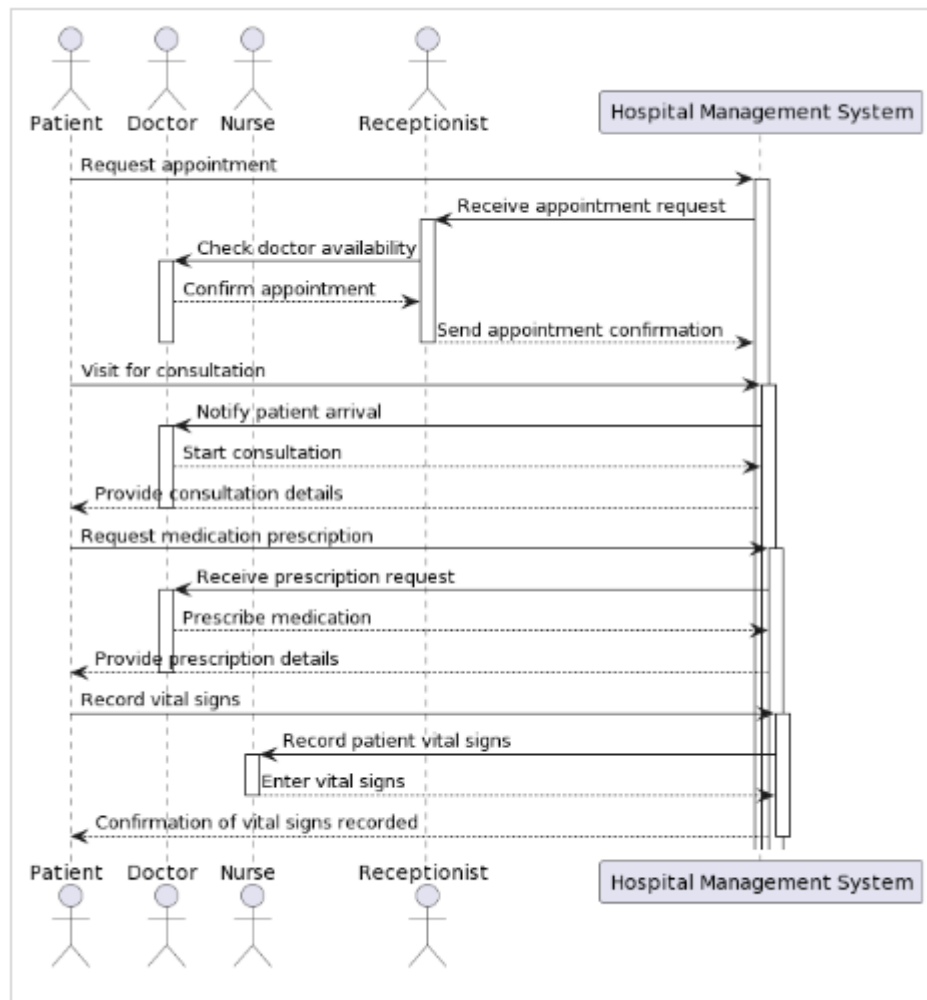 Patient Doctor Nurse Receptionist Hospital Management System
Request appointment
Receive appointment request
Check doctor availability
Confirm appointment
Send appointment confirmation
Visit for consultation
Notify patient arrival
Start consultation
Provide consultation details
Request medication prescription
Receive prescription request
Prescribe medication
Provide prescription details
Record vital signs
Record patient vital signs
Enter vital signs
Confirmation of vital signs recorded
Patient Doctor Nurse Receptionist Hospital Management System